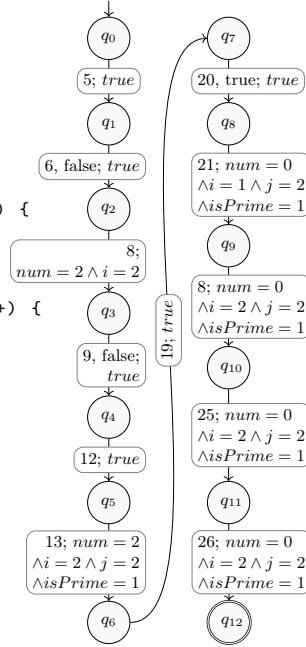 q0
5; true
q1
6, false; true
) {
q2
8;
num = 2 ∧ i = 2
+) {
q3
9, false;
true
q4
12; true
q5
13; num = 2
∧i = 2 ∧ j = 2
∧isPrime = 1
q6
19; true
q7
20, true; true
q8
21; num = 0
∧i = 1 ∧ j = 2
∧isPrime = 1
q9
8; num = 0
∧i = 2 ∧ j = 2
∧isPrime = 1
q10
25; num = 0
∧i = 2 ∧ j = 2
∧isPrime = 1
q11
26; num = 0
∧i = 2 ∧ j = 2
∧isPrime = 1
q12